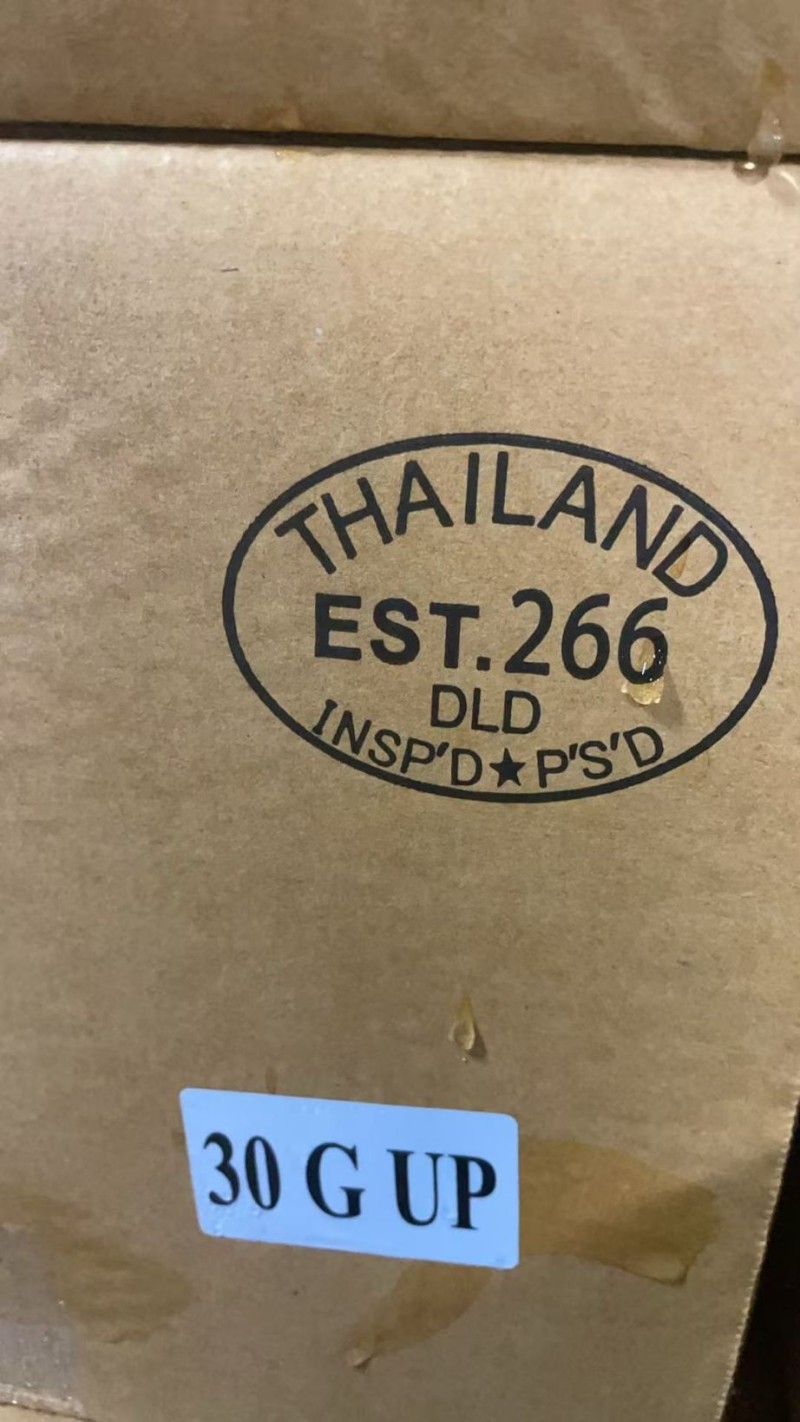 THAILAND
EST.266
DLD
INSP'D★P'S'D
30 G UP